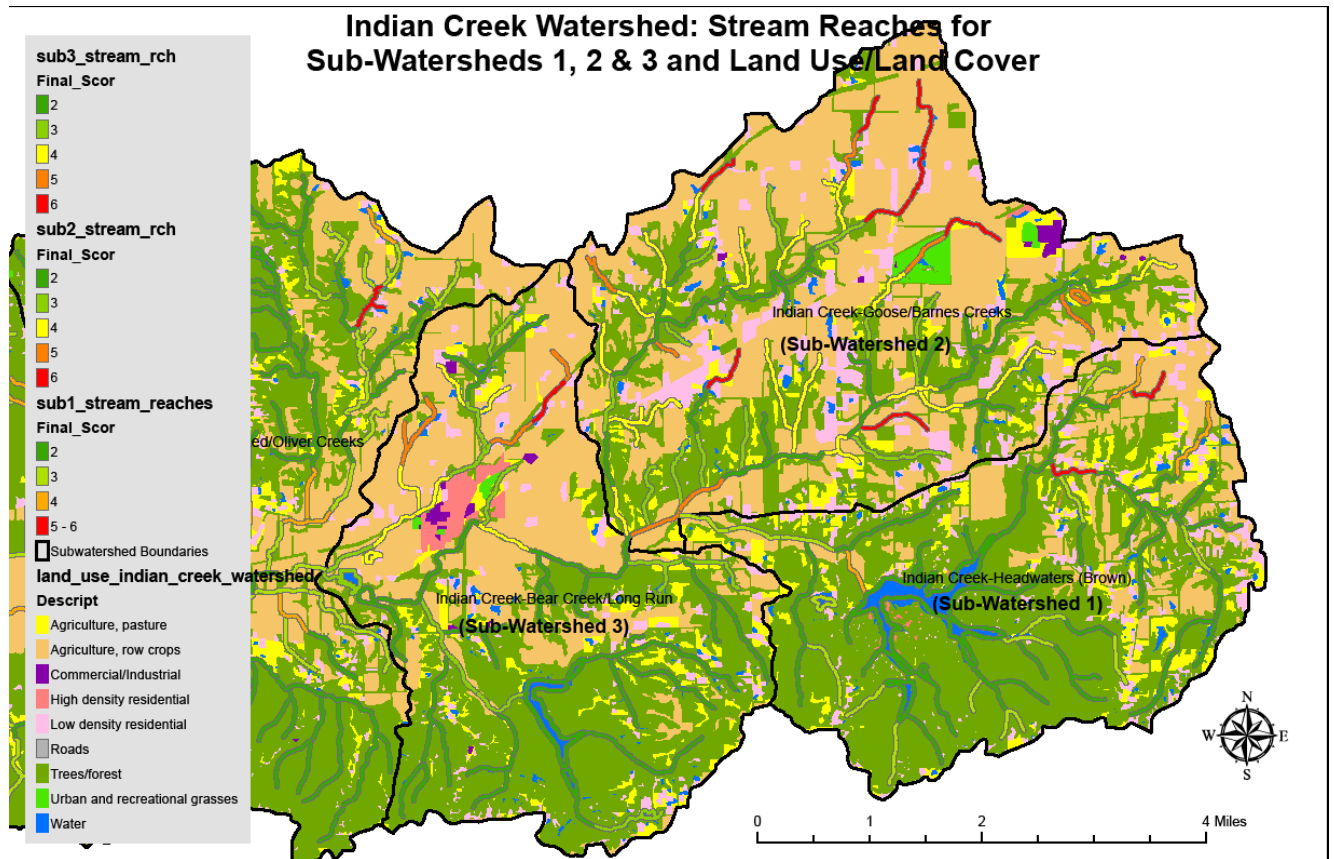 Indian Creek Watershed: Stream Reaches for
Sub-Watersheds 1, 2 & 3 and Land Use/Land Cover
sub3_stream_rch
Final_Scor
2
3
4
5
6
sub2_stream_rch
Final_Scor
2
3
4
5
6
sub1_stream_reaches
Final_Scor
2
3
4
5 - 6
Subwatershed Boundaries
land_use_indian_creek_watershed
Descript
Agriculture, pasture
Agriculture, row crops
Commercial/Industrial
High density residential
Low density residential
Roads
Trees/forest
Urban and recreational grasses
Water
ed/Oliver Creeks
Indian Creek-Goose/Barnes Creeks
(Sub-Watershed 2)
Indian Creek-Headwaters (Brown)
(Sub-Watershed 1)
Indian Creek-Bear Creek/Long Run
(Sub-Watershed 3)
N
W E
S
0 1 2 4 Miles